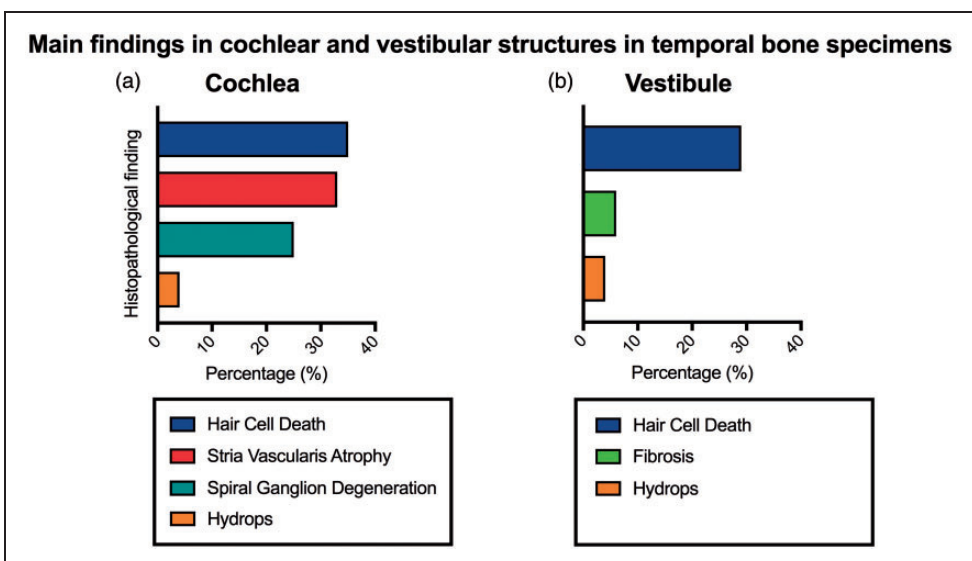 Main findings in cochlear and vestibular structures in temporal bone specimens
(a)
Cochlea
Histopathological finding
0
10
20
30
40
Percentage (%)
Hair Cell Death
Stria Vascularis Atrophy
Spiral Ganglion Degeneration
Hydrops
(b)
Vestibule
0
10
20
30
40
Percentage (%)
Hair Cell Death
Fibrosis
Hydrops